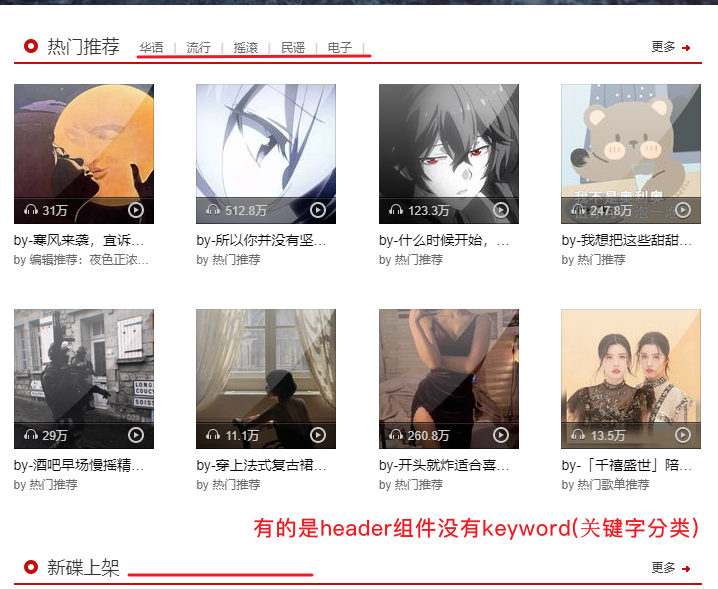 热门推荐 华语 | 流行 | 摇滚 | 民谣 | 电子 | 更多
31万 512.8万 123.3万 247.8万
我不是奥利奥
by-寒风来袭，宜诉... by-所以你并没有坚... by-什么时候开始，... by-我想把这些甜甜...
by 编辑推荐：夜色正浓... by 热门推荐 by 热门推荐 by 热门推荐
LONG
COUC
SOISS
29万 11.1万 260.8万 13.5万
by-酒吧早场慢摇精... by-穿上法式复古裙... by-开头就炸适合喜... by-「千禧盛世」陪...
by 热门推荐 by 热门推荐 by 热门推荐 by 热门歌单推荐
有的是header组件没有keyword(关键字分类)
新碟上架 更多